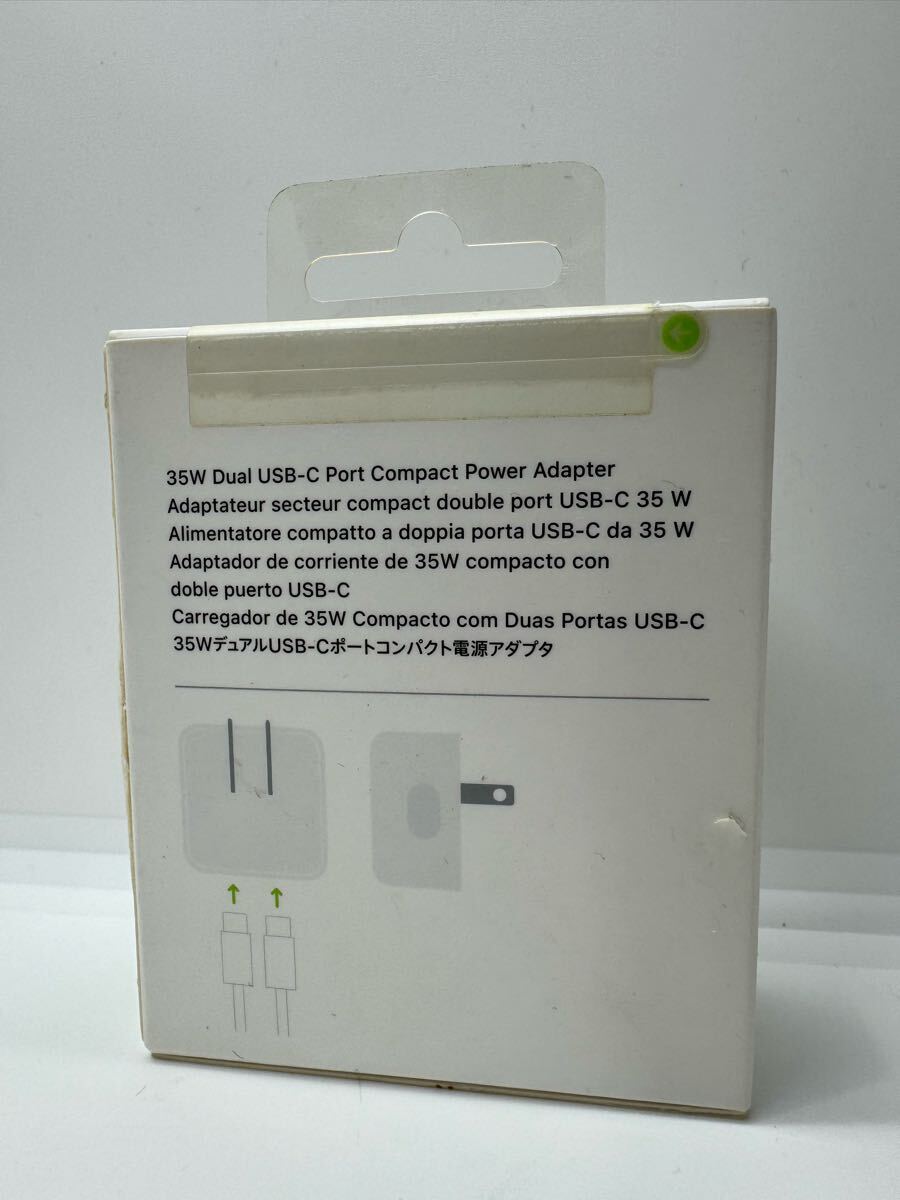 35W Dual USB-C Port Compact Power Adapter
Adaptateur secteur compact double port USB-C 35 W
Alimentatore compatto a doppia porta USB-C da 35 W
Adaptador de corriente de 35W compacto con
doble puerto USB-C
Carregador de 35W Compacto com Duas Portas USB-C
35WデュアルUSB-Cポートコンパクト電源アダプタ